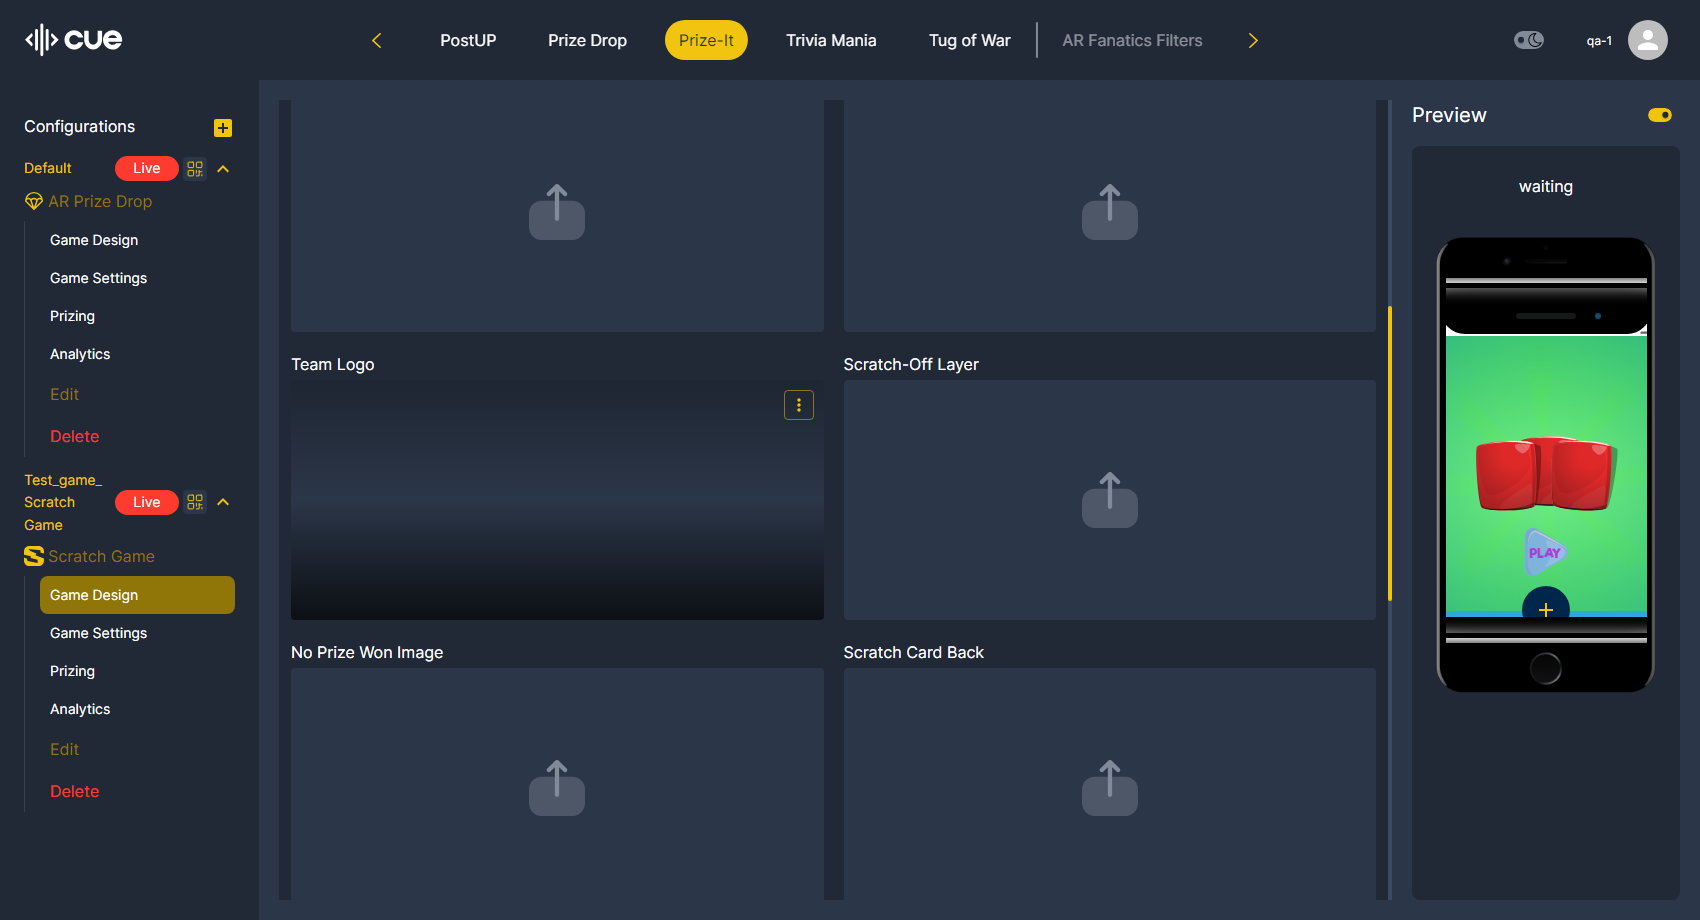 cue
PostUP
Prize Drop
Prize-It
Trivia Mania
Tug of War
AR Fanatics Filters
qa-1
Configurations
Default
Live
AR Prize Drop
Game Design
Game Settings
Prizing
Analytics
Edit
Delete
Test_game_
Scratch
Game
Live
Scratch Game
Game Design
Game Settings
Prizing
Analytics
Edit
Delete
Team Logo
Scratch-Off Layer
No Prize Won Image
Scratch Card Back
Preview
waiting
PLAY